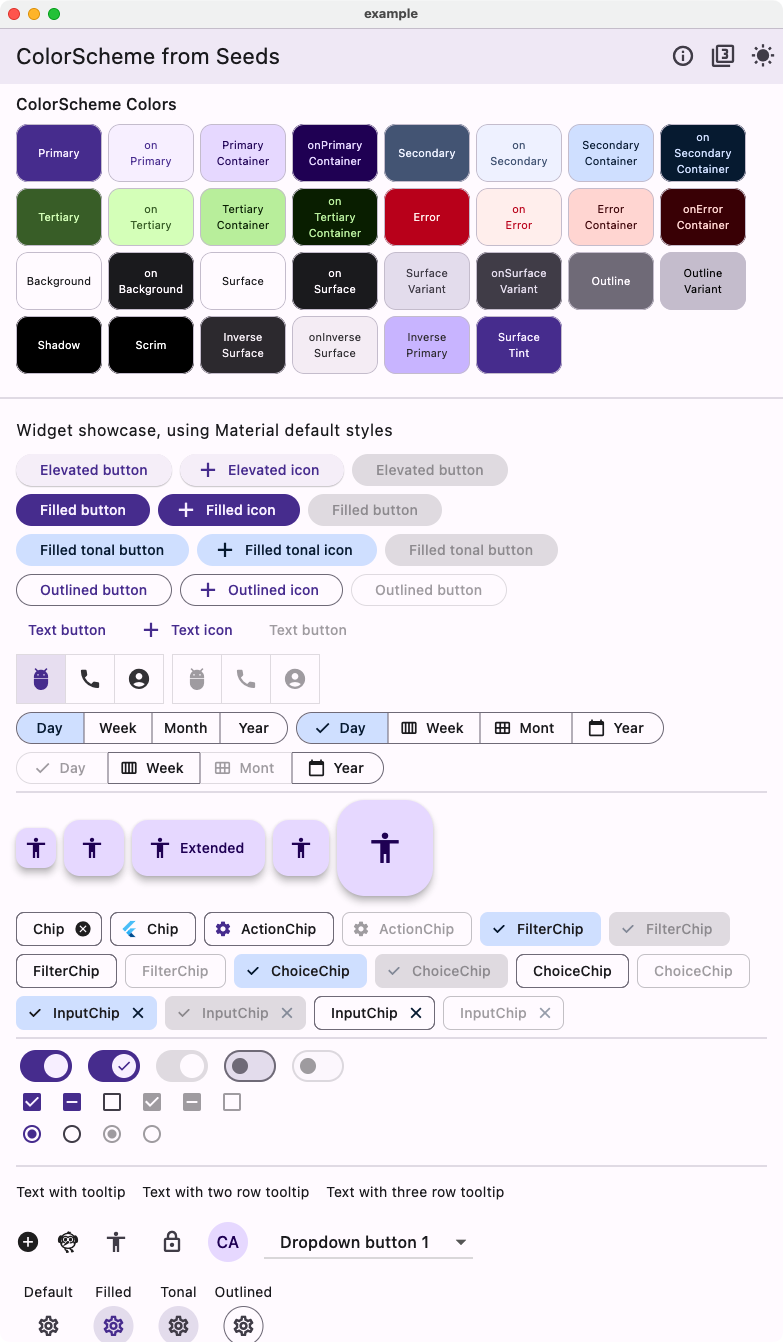 example
ColorScheme from Seeds
3
ColorScheme Colors
Primary
on
Primary
Primary
Container
onPrimary
Container
Secondary
on
Secondary
Secondary
Container
on
Secondary
Container
Tertiary
on
Tertiary
Tertiary
Container
on
Tertiary
Container
Error
on
Error
Error
Container
onError
Container
Background
on
Background
Surface
on
Surface
Surface
Variant
onSurface
Variant
Outline
Outline
Variant
Shadow
Scrim
Inverse
Surface
onInverse
Surface
Inverse
Primary
Surface
Tint
Widget showcase, using Material default styles
Elevated button
Elevated icon
Elevated button
Filled button
Filled icon
Filled button
Filled tonal button
Filled tonal icon
Filled tonal button
Outlined button
Outlined icon
Outlined button
Text button
Text icon
Text button
Day
Week
Month
Year
Day
Week
Mont
Year
Day
Week
Mont
Year
Extended
Chip
Chip
ActionChip
ActionChip
FilterChip
FilterChip
FilterChip
FilterChip
ChoiceChip
ChoiceChip
ChoiceChip
ChoiceChip
InputChip
InputChip
InputChip
InputChip
Text with tooltip
Text with two row tooltip
Text with three row tooltip
CA
Dropdown button 1
Default
Filled
Tonal
Outlined